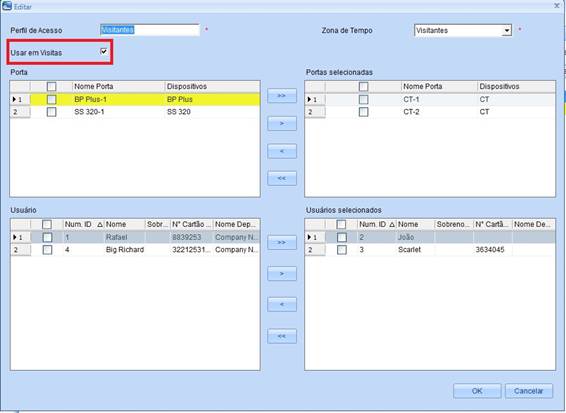 Editar
Perfil de Acesso Visitantes * Zona de Tempo Visitantes *
Usar em Visitas
Porta Portas selecionadas
Nome Porta Dispositivos
1 BP Plus-1 BP Plus
2 SS 320-1 SS 320
>>
>
<
<<
Nome Porta Dispositivos
1 CT-1 CT
2 CT-2 CT
Usuário Usuários selecionados
Num. ID Nome Sobr... N° Cartão ... Nome Dep...
1 1 Rafael 8839253 Company N...
2 4 Big Richard 32212531... Company N...
>>
>
<
<<
Num. ID Nome Sobreno... N° Cartã... Nome De...
1 2 João
2 3 Scarlet 3634045
OK Cancelar